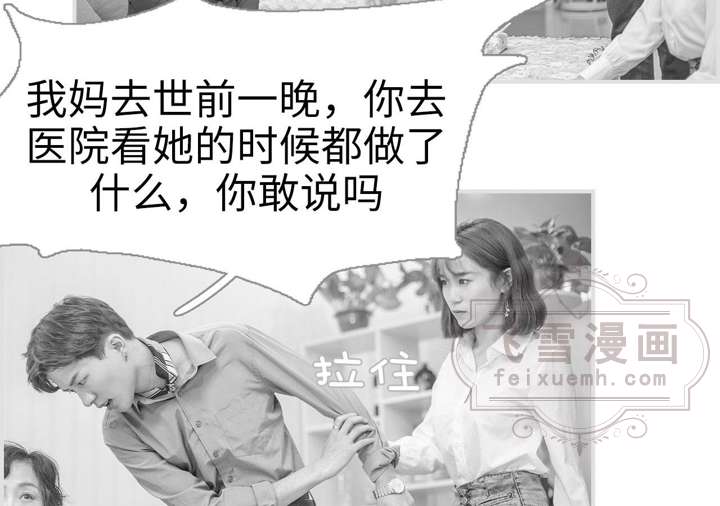 我妈去世前一晚，你去
医院看她的时候都做了
什么，你敢说吗
拉住
飞雪漫画
feixuemh.com